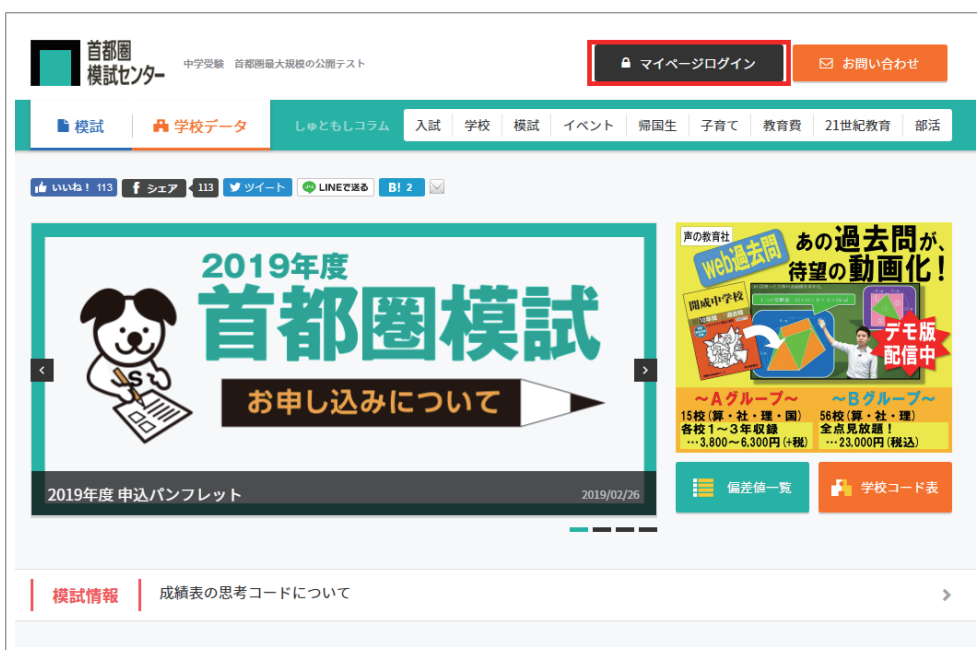 首都圏
模試センター
中学受験 首都圏最大規模の公開テスト
マイページログイン
お問い合わせ
模試
学校データ
しゅともしコラム
入試
学校
模試
イベント
帰国生
子育て
教育費
21世紀教育
部活
いいね! 113
シェア 113
ツイート
LINEで送る
B! 2
2019年度
首都圏模試
お申し込みについて
2019年度 申込パンフレット
2019/02/26
声の教育社
web過去問
あの過去問が、
待望の動画化!
開成中学校
デモ版
配信中
~Aグループ~
15校(算・社・理・国)
各校1~3年収録
…3,800~6,300円(+税)
~Bグループ~
56校(算・社・理)
全点見放題!
…23,000円(税込)
偏差値一覧
学校コード表
模試情報
成績表の思考コードについて